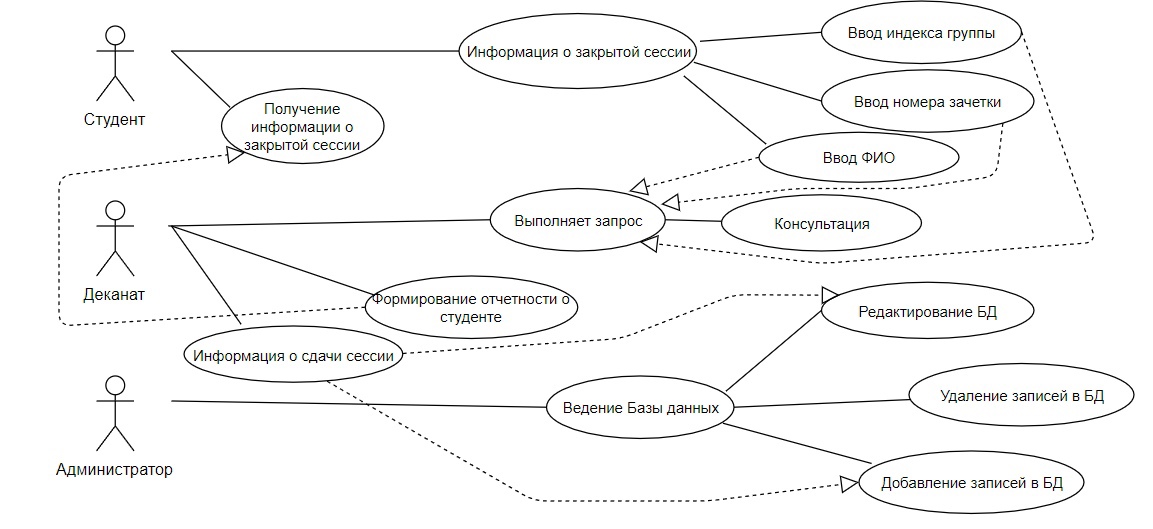 Студент
Информация о закрытой сессии
Ввод индекса группы
Ввод номера зачетки
Ввод ФИО
Получение
информации о
закрытой сессии
Деканат
Выполняет запрос
Консультация
Формирование отчетности о
студенте
Информация о сдачи сессии
Редактирование БД
Администратор
Ведение Базы данных
Удаление записей в БД
Добавление записей в БД